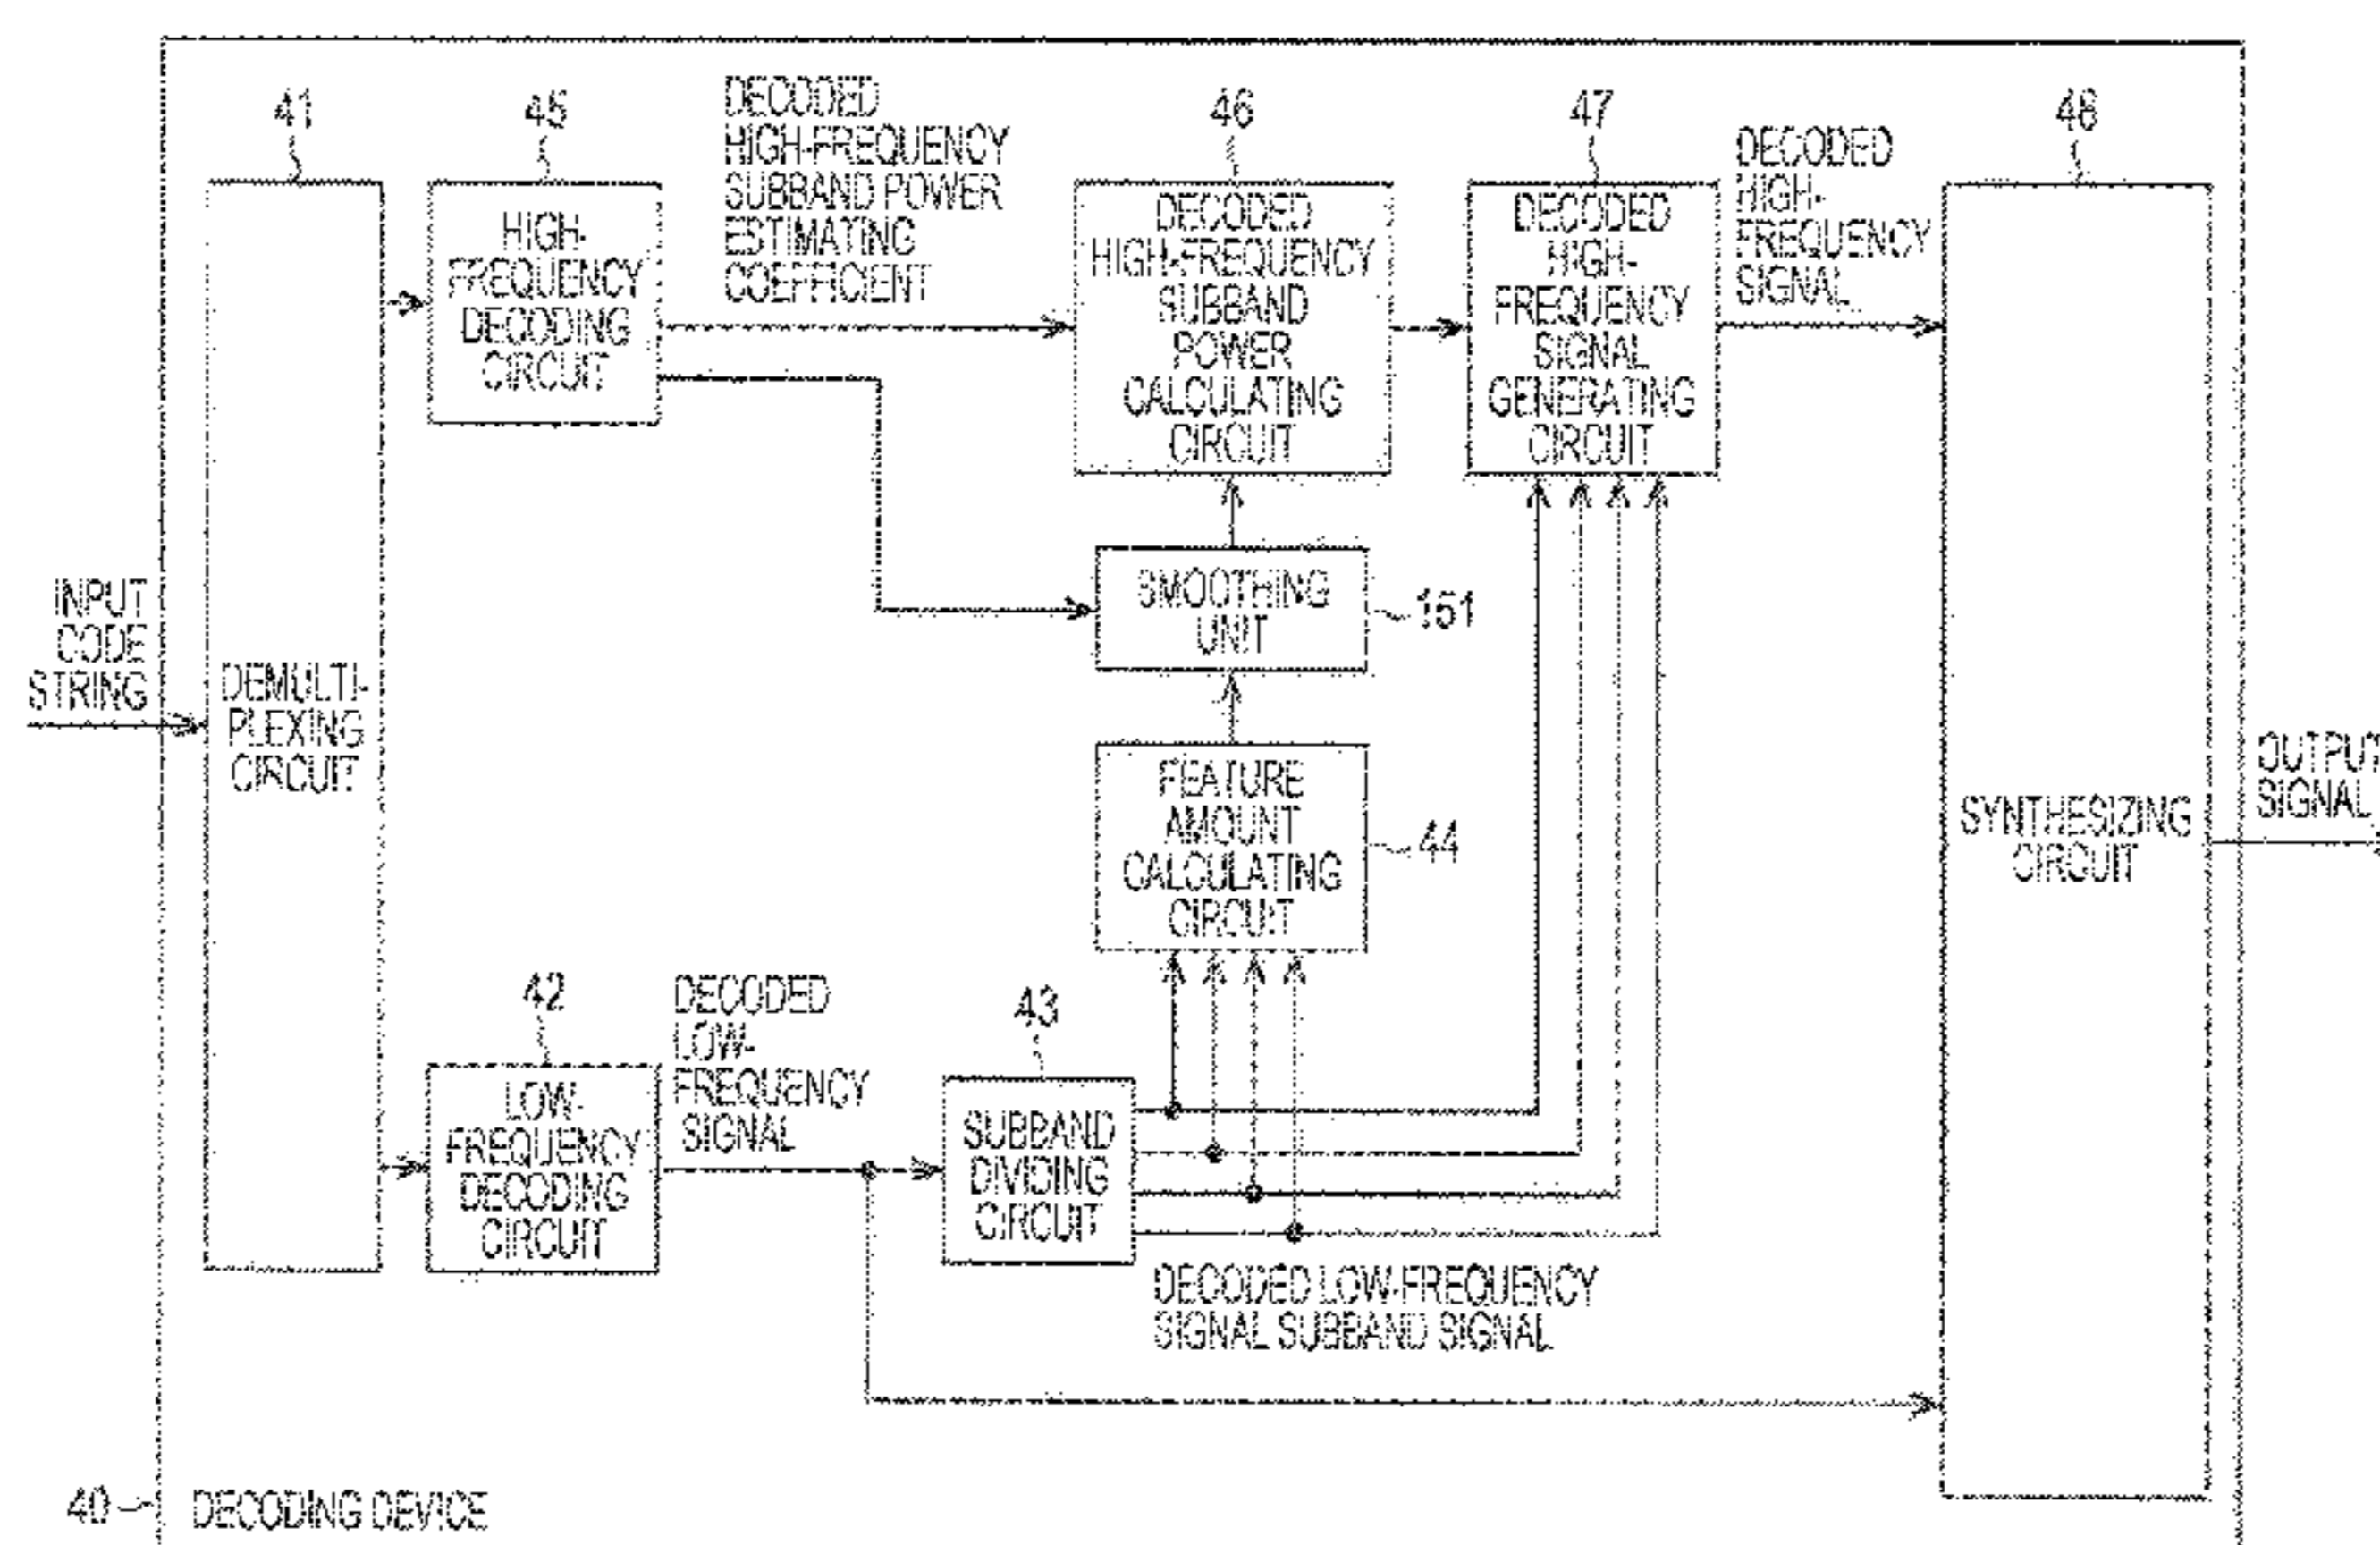 41
45
DECODED
HIGH-FREQUENCY
SUBBAND POWER
ESTIMATING
COEFFICIENT
46
47
DECODED
HIGH-
FREQUENCY
SIGNAL
48
HIGH-
FREQUENCY
DECODING
CIRCUIT
DECODED
HIGH-FREQUENCY
SUBBAND
POWER
CALCULATING
CIRCUIT
DECODED
HIGH-
FREQUENCY
SIGNAL
GENERATING
CIRCUIT
INPUT
CODE
STRING
DEMULTI-
PLEXING
CIRCUIT
SMOOTHING
UNIT
151
FEATURE
AMOUNT
CALCULATING
CIRCUIT
44
SYNTHESIZING
CIRCUIT
OUTPUT
SIGNAL
42
DECODED
LOW-
FREQUENCY
SIGNAL
43
LOW-
FREQUENCY
DECODING
CIRCUIT
SUBBAND
DIVIDING
CIRCUIT
DECODED LOW-FREQUENCY
SIGNAL SUBBAND SIGNAL
40
DECODING DEVICE